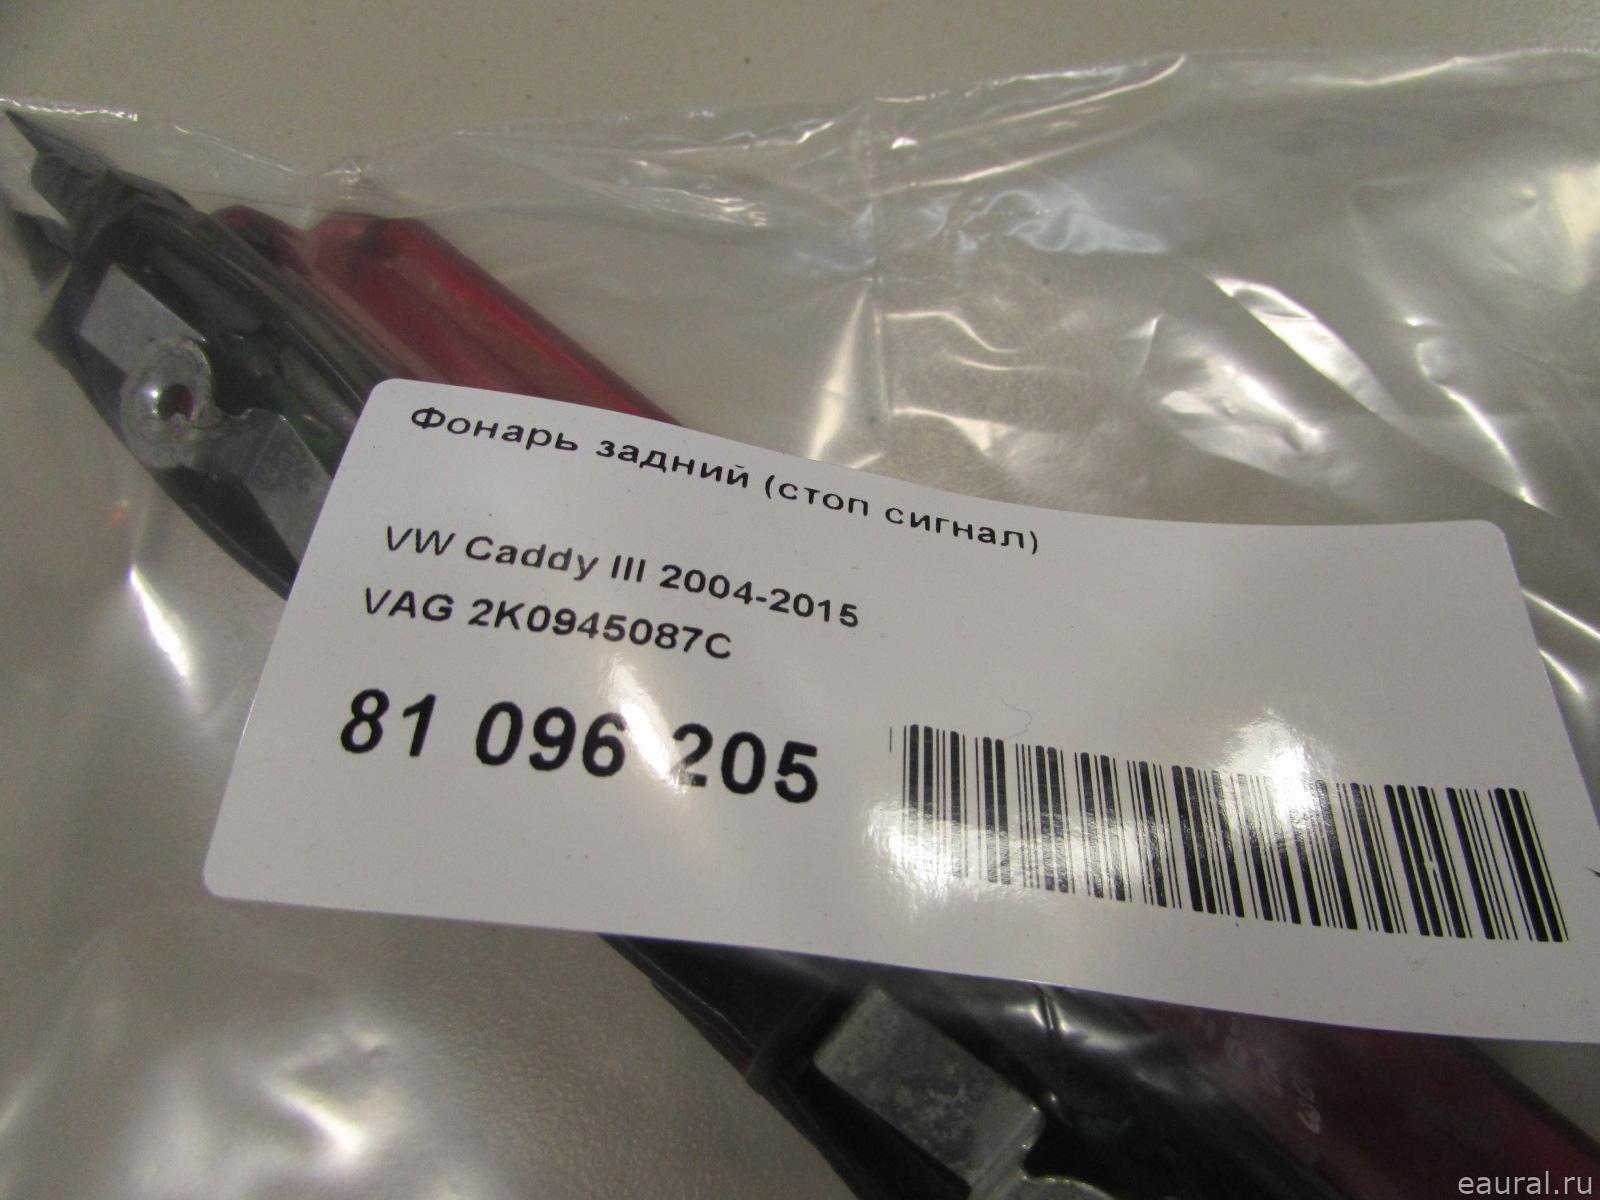 Фонарь задний (стоп сигнал)
VW Caddy III 2004-2015
VAG 2K0945087C
81 096 205
eaural.ru